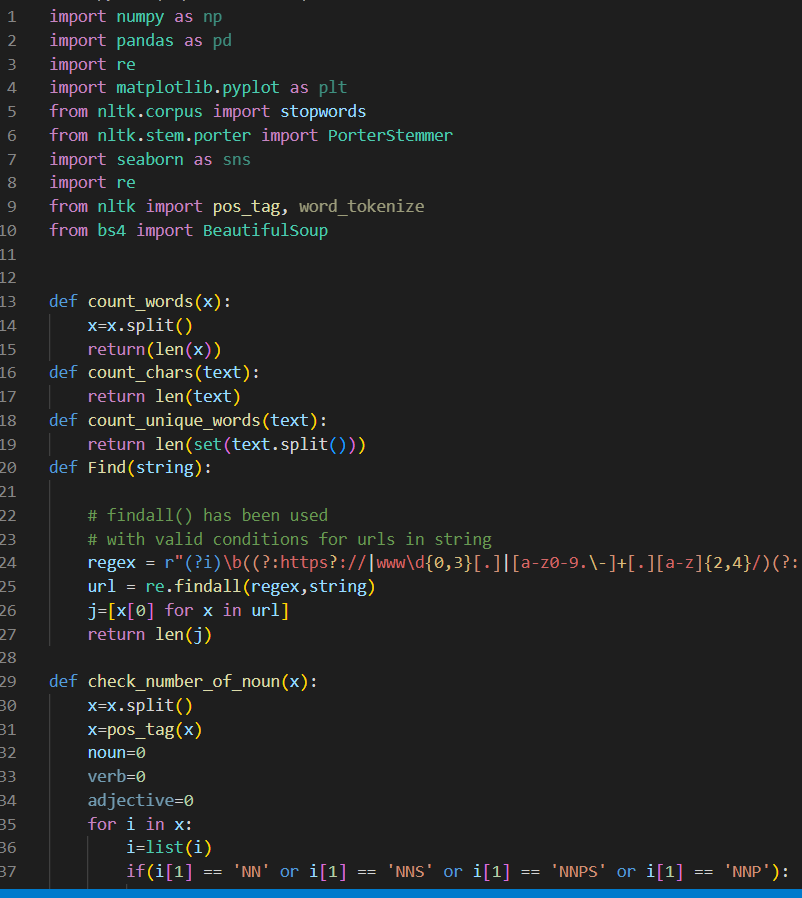 1 import numpy as np
2 import pandas as pd
3 import re
4 import matplotlib.pyplot as plt
5 from nltk.corpus import stopwords
6 from nltk.stem.porter import PorterStemmer
7 import seaborn as sns
8 import re
9 from nltk import pos_tag, word_tokenize
10 from bs4 import BeautifulSoup
11
12
13 def count_words(x):
14     x=x.split()
15     return(len(x))
16 def count_chars(text):
17     return len(text)
18 def count_unique_words(text):
19     return len(set(text.split()))
20 def Find(string):
21
22     # findall() has been used
23     # with valid conditions for urls in string
24     regex = r"(?i)\b((?:https?://|www\d{0,3}[.]|[a-z0-9.\-]+[.][a-z]{2,4}/)(?:
25     url = re.findall(regex,string)
26     j=[x[0] for x in url]
27     return len(j)
28
29 def check_number_of_noun(x):
30     x=x.split()
31     x=pos_tag(x)
32     noun=0
33     verb=0
34     adjective=0
35     for i in x:
36         i=list(i)
37         if(i[1] == 'NN' or i[1] == 'NNS' or i[1] == 'NNPS' or i[1] == 'NNP'):